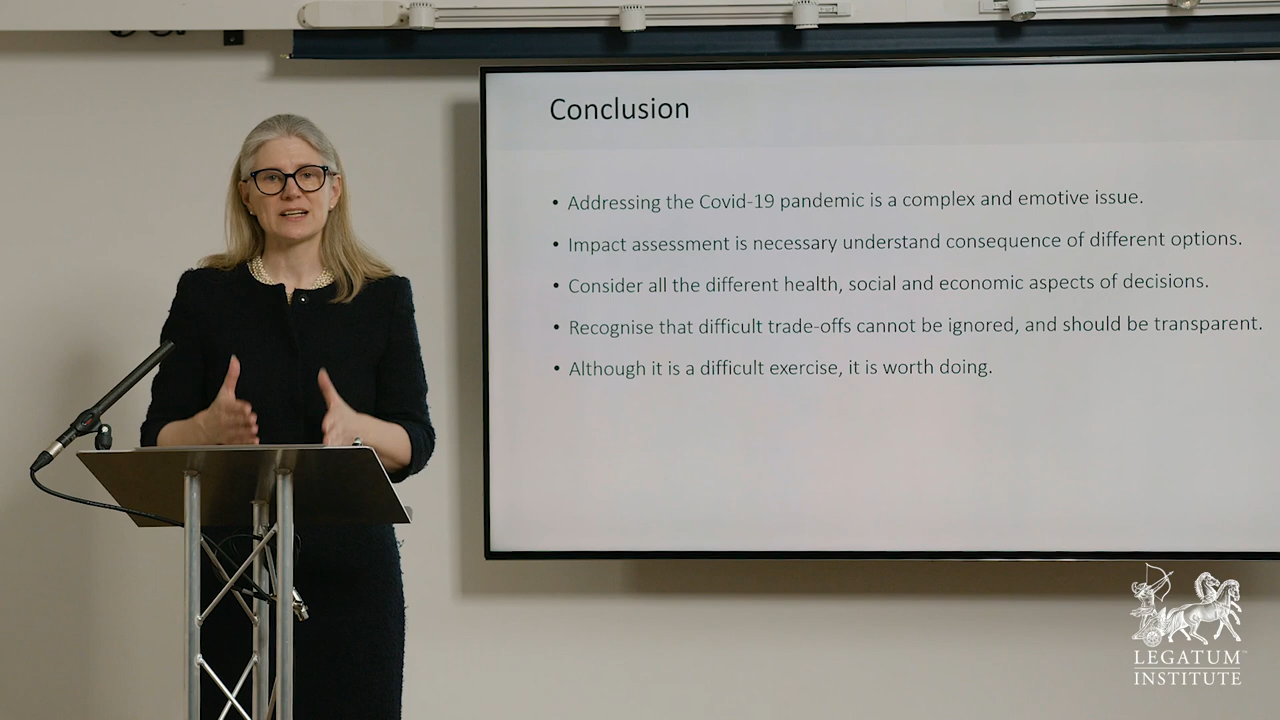 Conclusion
• Addressing the Covid-19 pandemic is a complex and emotive issue.
• Impact assessment is necessary understand consequence of different options.
• Consider all the different health, social and economic aspects of decisions.
• Recognise that difficult trade-offs cannot be ignored, and should be transparent.
• Although it is a difficult exercise, it is worth doing.
LEGATUM™
INSTITUTE